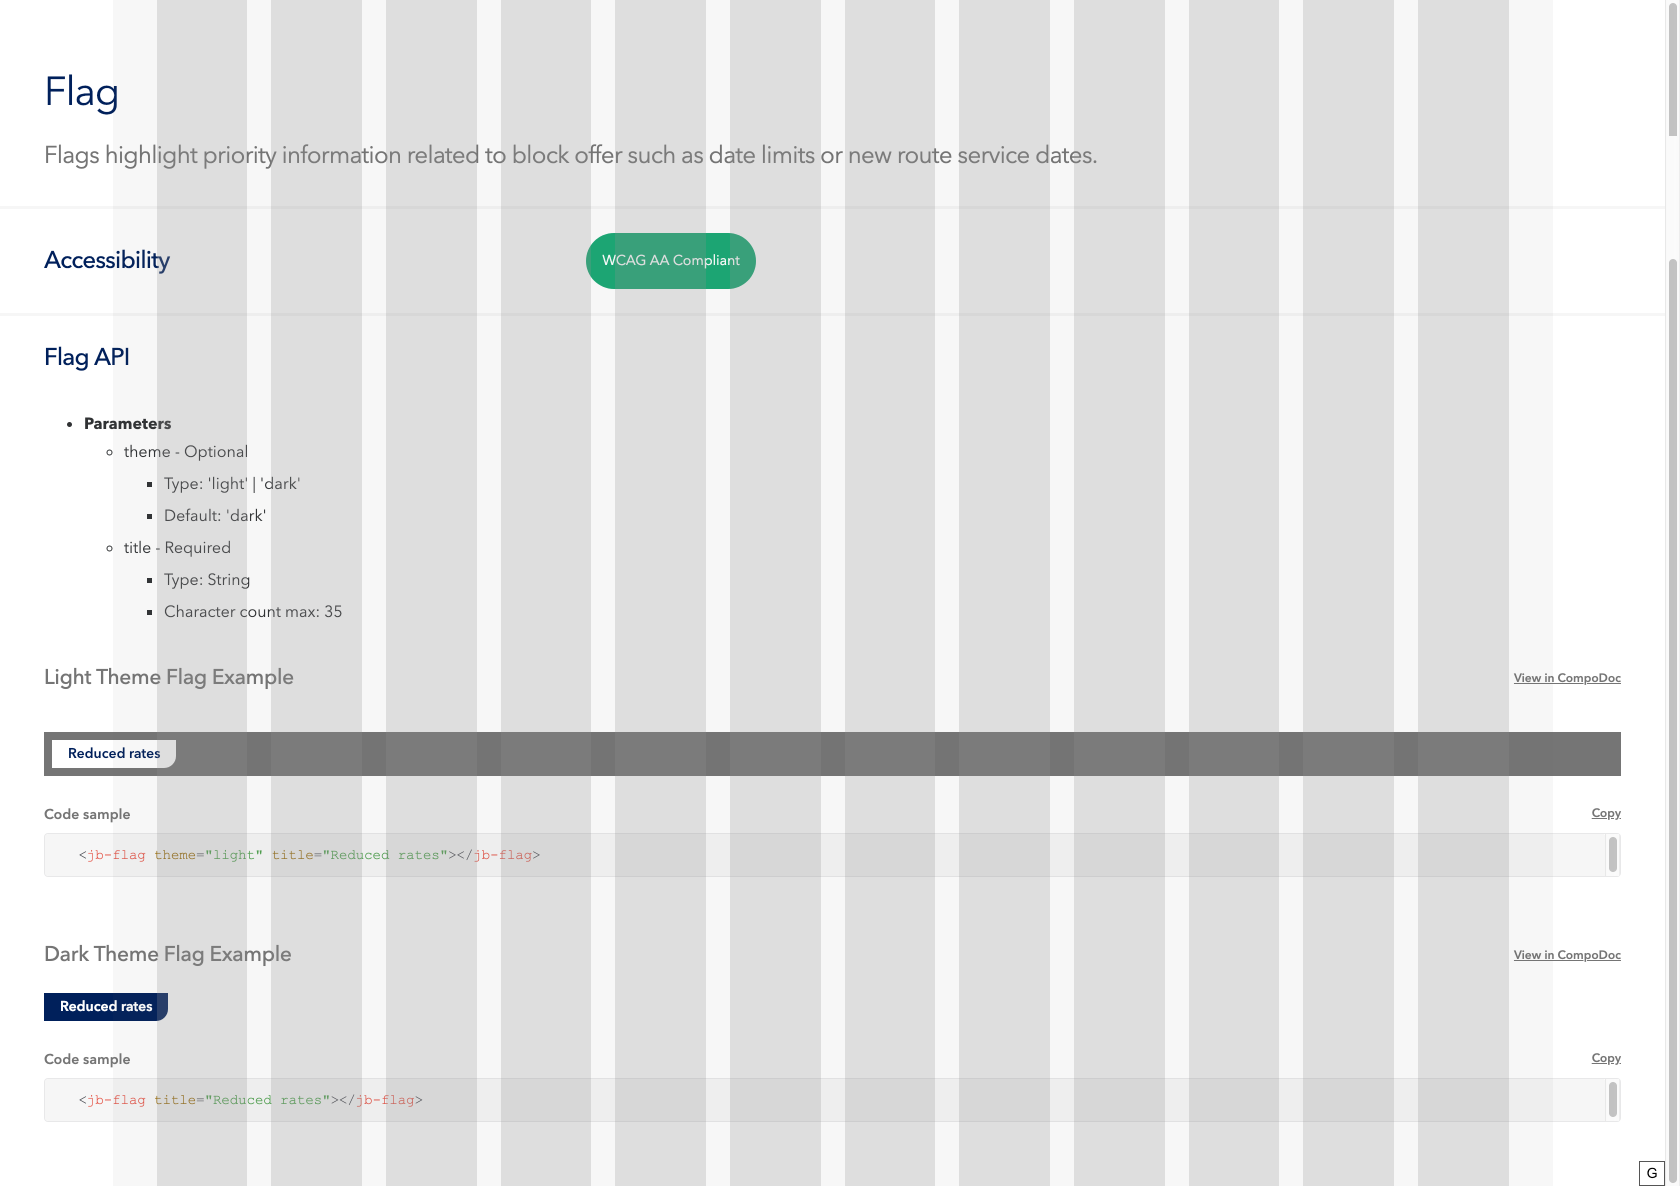 Flag
Flags highlight priority information related to block offer such as date limits or new route service dates.
Accessibility
WCAG AA Compliant
Flag API
Parameters
theme - Optional
Type: 'light' | 'dark'
Default: 'dark'
title - Required
Type: String
Character count max: 35
Light Theme Flag Example
View in CompoDoc
Reduced rates
Code sample
Copy
<jb-flag theme="light" title="Reduced rates"></jb-flag>
Dark Theme Flag Example
View in CompoDoc
Reduced rates
Code sample
Copy
<jb-flag title="Reduced rates"></jb-flag>
G